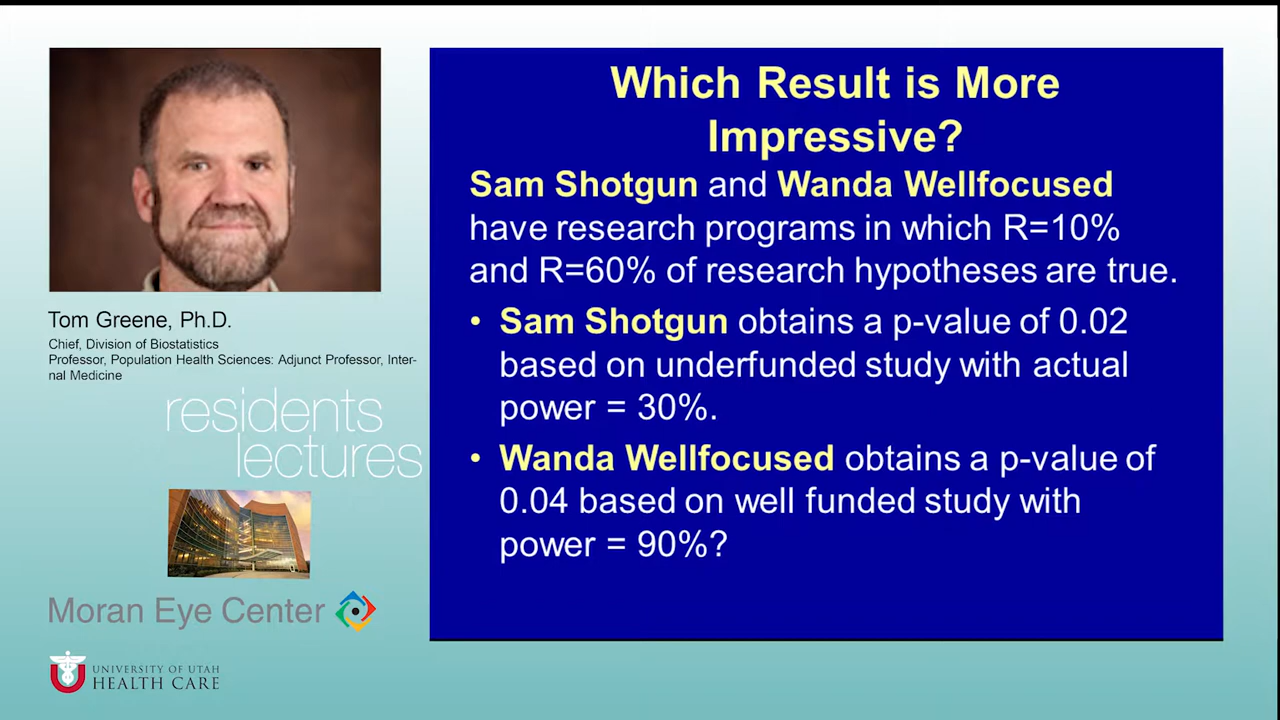 Which Result is More
Impressive?
Sam Shotgun and Wanda Wellfocused
have research programs in which R=10%
and R=60% of research hypotheses are true.
• Sam Shotgun obtains a p-value of 0.02
based on underfunded study with actual
power = 30%.
• Wanda Wellfocused obtains a p-value of
0.04 based on well funded study with
power = 90%?
Tom Greene, Ph.D.
Chief, Division of Biostatistics
Professor, Population Health Sciences: Adjunct Professor, Inter-
nal Medicine
residents
lectures
Moran Eye Center
UNIVERSITY OF UTAH
HEALTH CARE